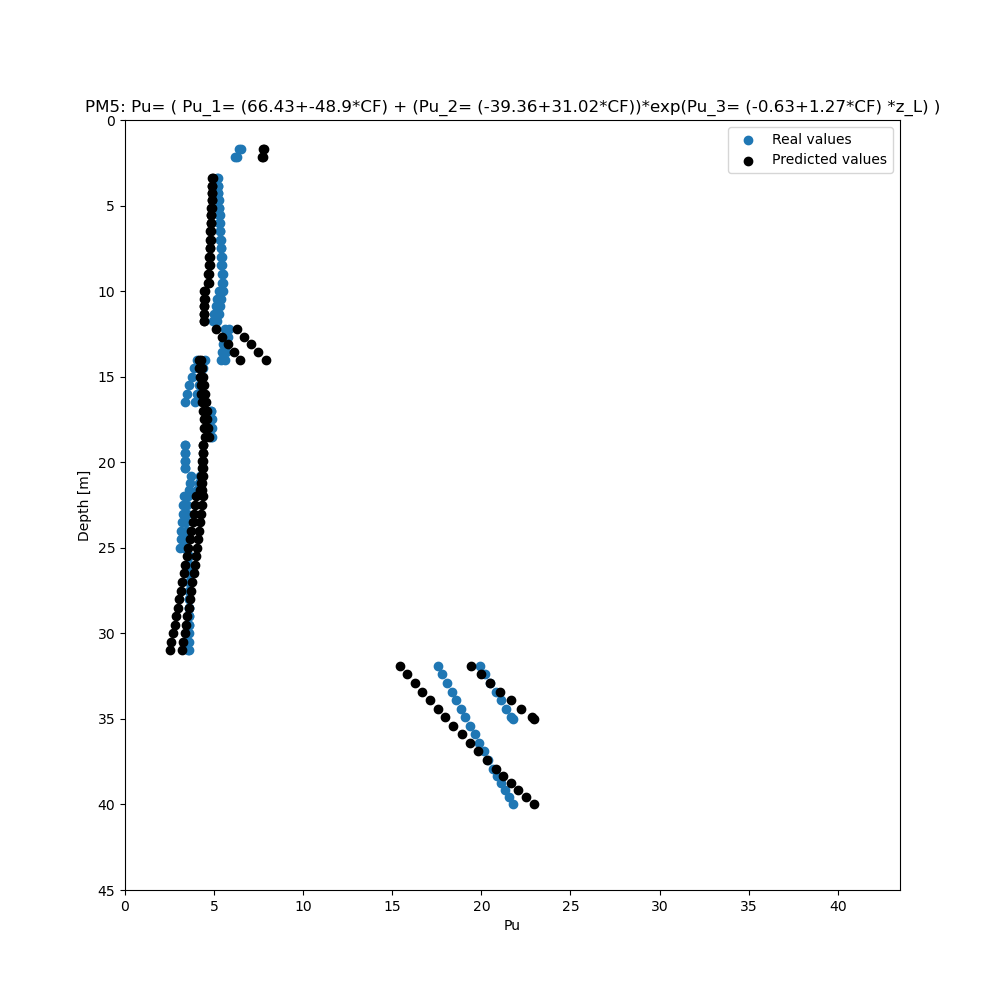 PM5: Pu= ( Pu_1= (66.43+-48.9*CF) + (Pu_2= (-39.36+31.02*CF))*exp(Pu_3= (-0.63+1.27*CF) *z_L) )
Real values
Predicted values
0
5
10
15
20
25
30
35
40
45
Depth [m]
0 5 10 15 20 25 30 35 40
Pu